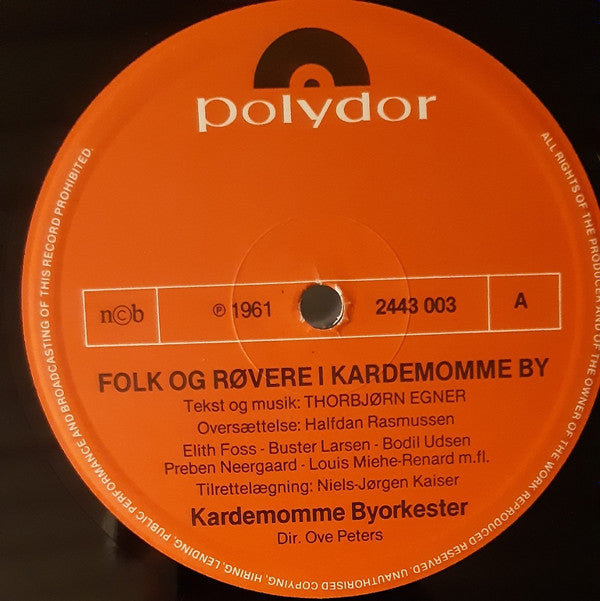 polydor
n©b
℗ 1961
2443 003
A
FOLK OG RØVERE I KARDEMOMME BY
Tekst og musik: THORBJØRN EGNER
Oversættelse: Halfdan Rasmussen
Elith Foss - Buster Larsen - Bodil Udsen
Preben Neergaard - Louis Miehe-Renard m.fl.
Tilrettelægning: Niels-Jørgen Kaiser
Kardemomme Byorkester
Dir. Ove Peters
ALL RIGHTS OF THE PRODUCER AND OF THE OWNER OF THE WORK REPRODUCED RESERVED. UNAUTHORISED COPYING, HIRING, LENDING, PUBLIC PERFORMANCE AND BROADCASTING OF THIS RECORD PROHIBITED.